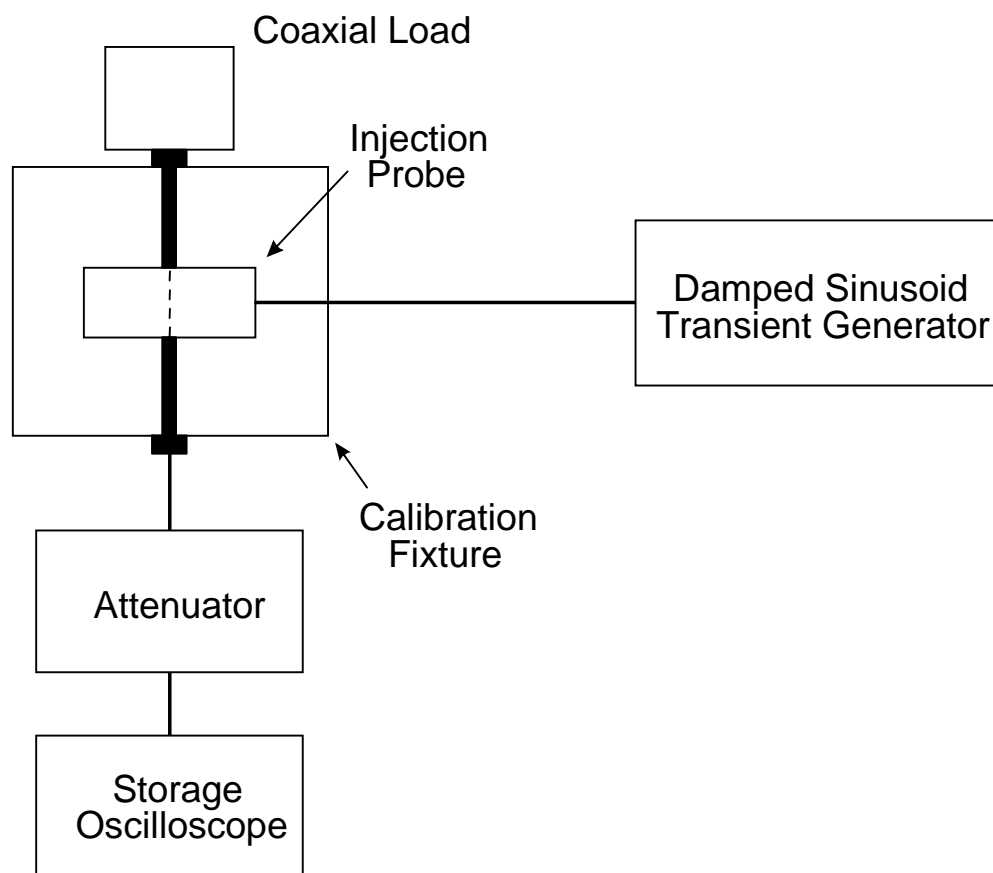 Coaxial Load
Injection
Probe
Damped Sinusoid
Transient Generator
Calibration
Fixture
Attenuator
Storage
Oscilloscope